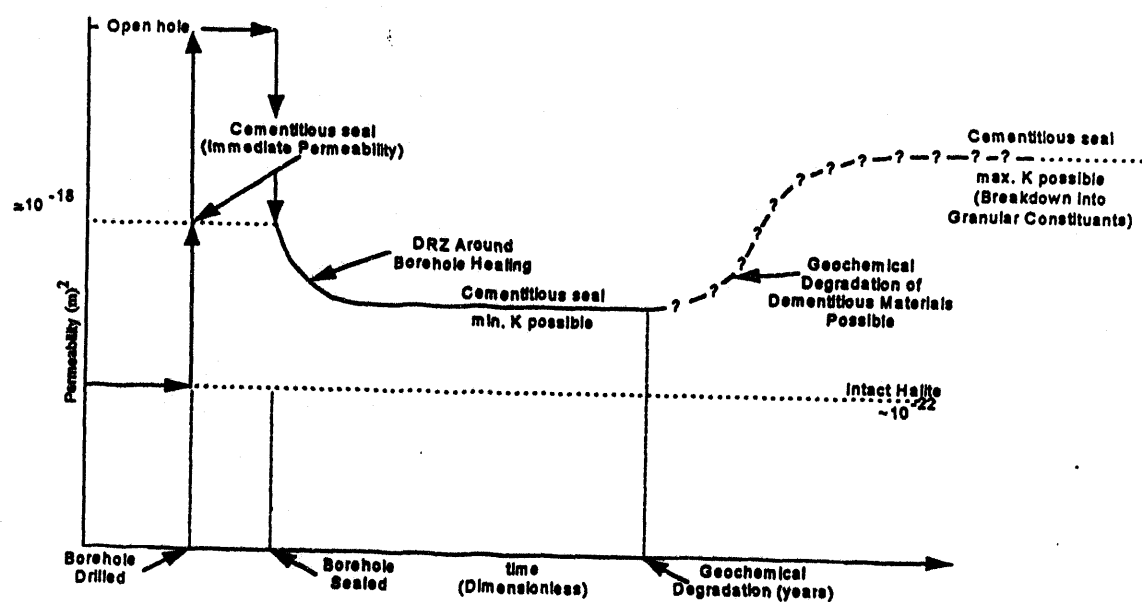 Open hole
Cementitious seal
(Immediate Permeability)
≈10 -18
DRZ Around
Borehole Healing
Cementitious seal
min. K possible
? ? ? ? ? ? ? ? ? ? ? ? ?
Cementitious seal
max. K possible
(Breakdown into
Granular Constituants)
Geochemical
Degradation of
Dementitious Materials
Possible
Permeability (m)2
Intact Halite
~10-22
Borehole
Drilled
Borehole
Sealed
time
(Dimensionless)
Geochemical
Degradation (years)